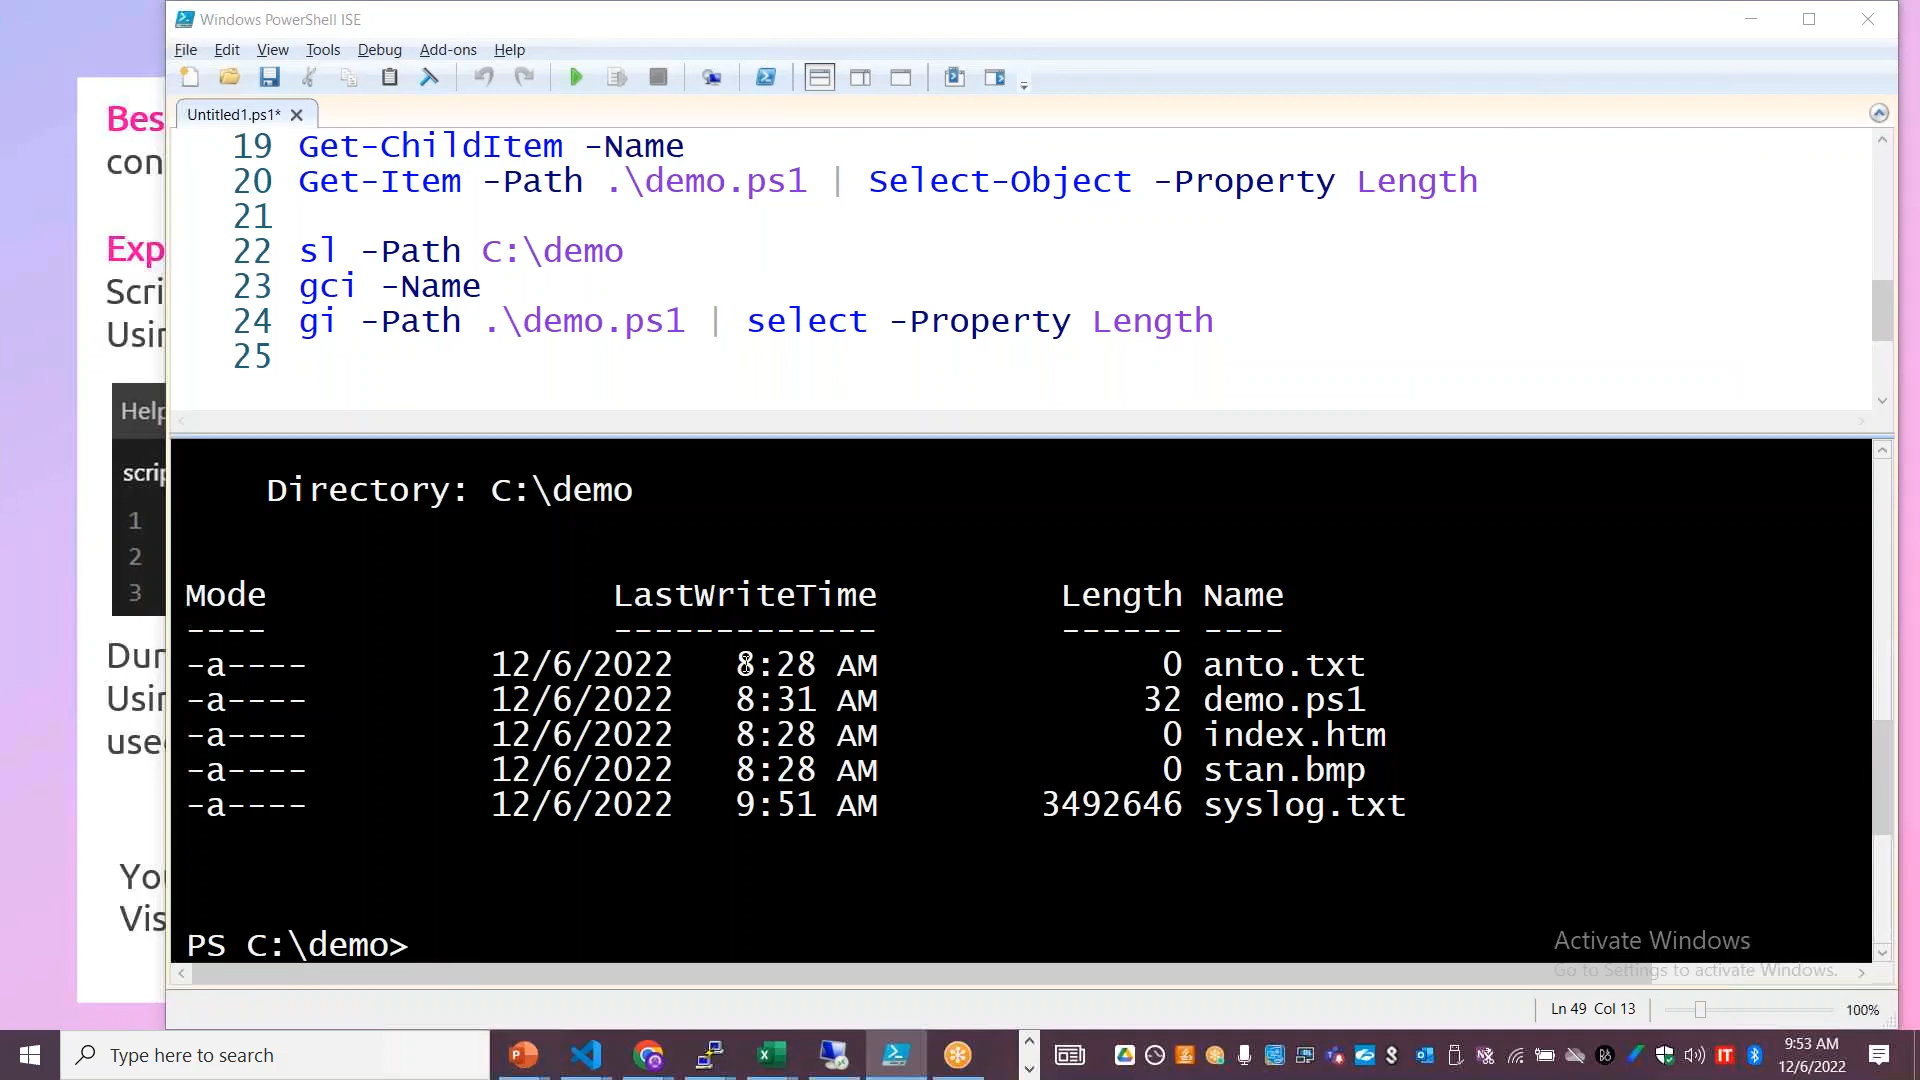 Windows PowerShell ISE
File Edit View Tools Debug Add-ons Help
Untitled1.ps1*
19 Get-ChildItem -Name
20 Get-Item -Path .\demo.ps1 | Select-Object -Property Length
21
22 sl -Path C:\demo
23 gci -Name
24 gi -Path .\demo.ps1 | select -Property Length
25
Bes
con
Exp
Scri
Usin
Help
scrip
1
2
3
Dur
Usin
used
You
Vis
Directory: C:\demo
Mode LastWriteTime Length Name
---- ------------- ------ ----
-a---- 12/6/2022 8:28 AM 0 anto.txt
-a---- 12/6/2022 8:31 AM 32 demo.ps1
-a---- 12/6/2022 8:28 AM 0 index.htm
-a---- 12/6/2022 8:28 AM 0 stan.bmp
-a---- 12/6/2022 9:51 AM 3492646 syslog.txt
PS C:\demo>
Activate Windows
Go to Settings to activate Windows.
Ln 49 Col 13 100%
Type here to search
IT
9:53 AM
12/6/2022